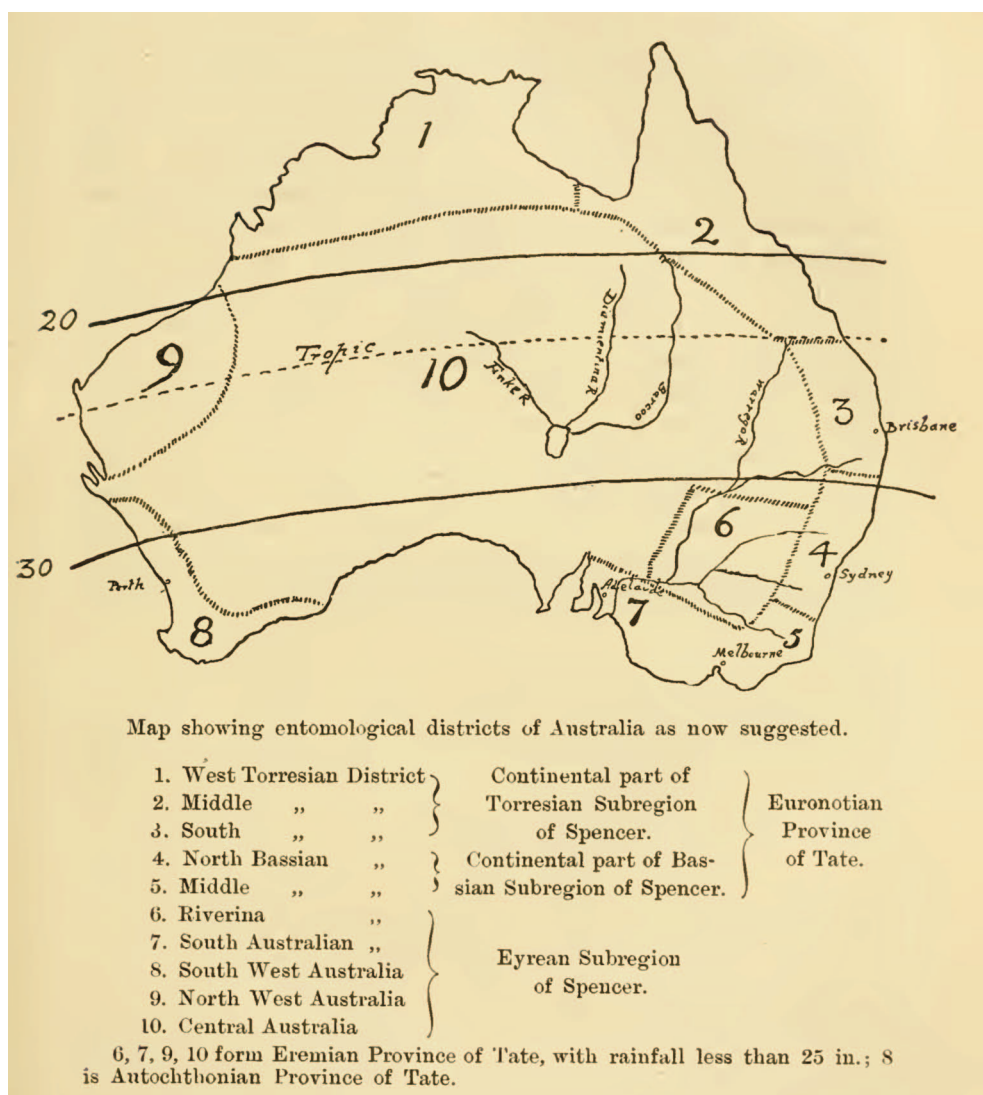 1
2
20
Diamentina R
Tropic
9
10
Finke R
Barcoo
Warrego R
3
Brisbane
6
4
30
Perth
Adelaide
Sydney
7
8
5
Melbourne
Map showing entomological districts of Australia as now suggested.
1. West Torresian District } Continental part of
2. Middle „ „ Torresian Subregion Euronotian
3. South „ „ of Spencer. Province
4. North Bassian „ } Continental part of Bas- of Tate.
5. Middle „ „ sian Subregion of Spencer.
6. Riverina „
7. South Australian „ Eyrean Subregion
8. South West Australia of Spencer.
9. North West Australia
10. Central Australia
6, 7, 9, 10 form Eremian Province of Tate, with rainfall less than 25 in.; 8
is Autochthonian Province of Tate.